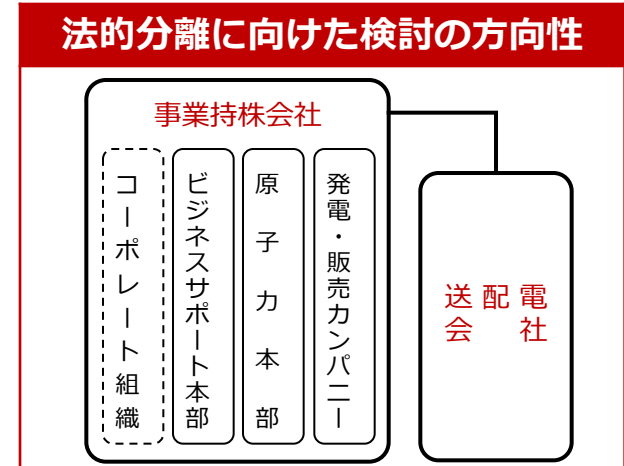 法的分離に向けた検討の方向性
事業持株会社
コーポレート組織
ビジネスサポート本部
原子力本部
発電・販売カンパニー
送配電
会社